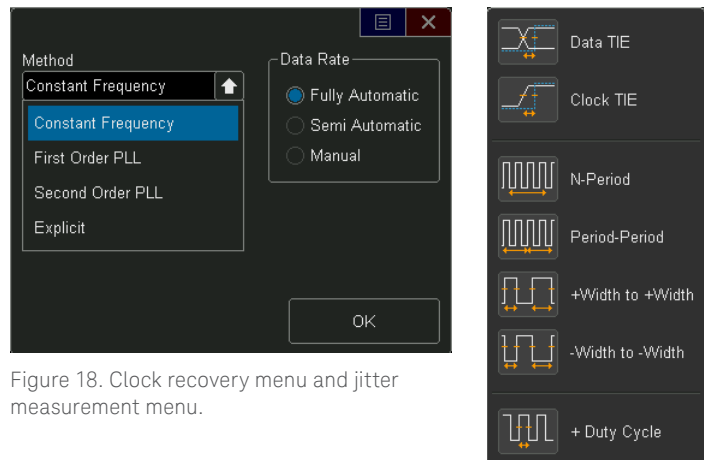 Method
Constant Frequency
Constant Frequency
First Order PLL
Second Order PLL
Explicit
Data Rate
Fully Automatic
Semi Automatic
Manual
OK
Figure 18. Clock recovery menu and jitter
measurement menu.
Data TIE
Clock TIE
N-Period
Period-Period
+Width to +Width
-Width to -Width
+ Duty Cycle